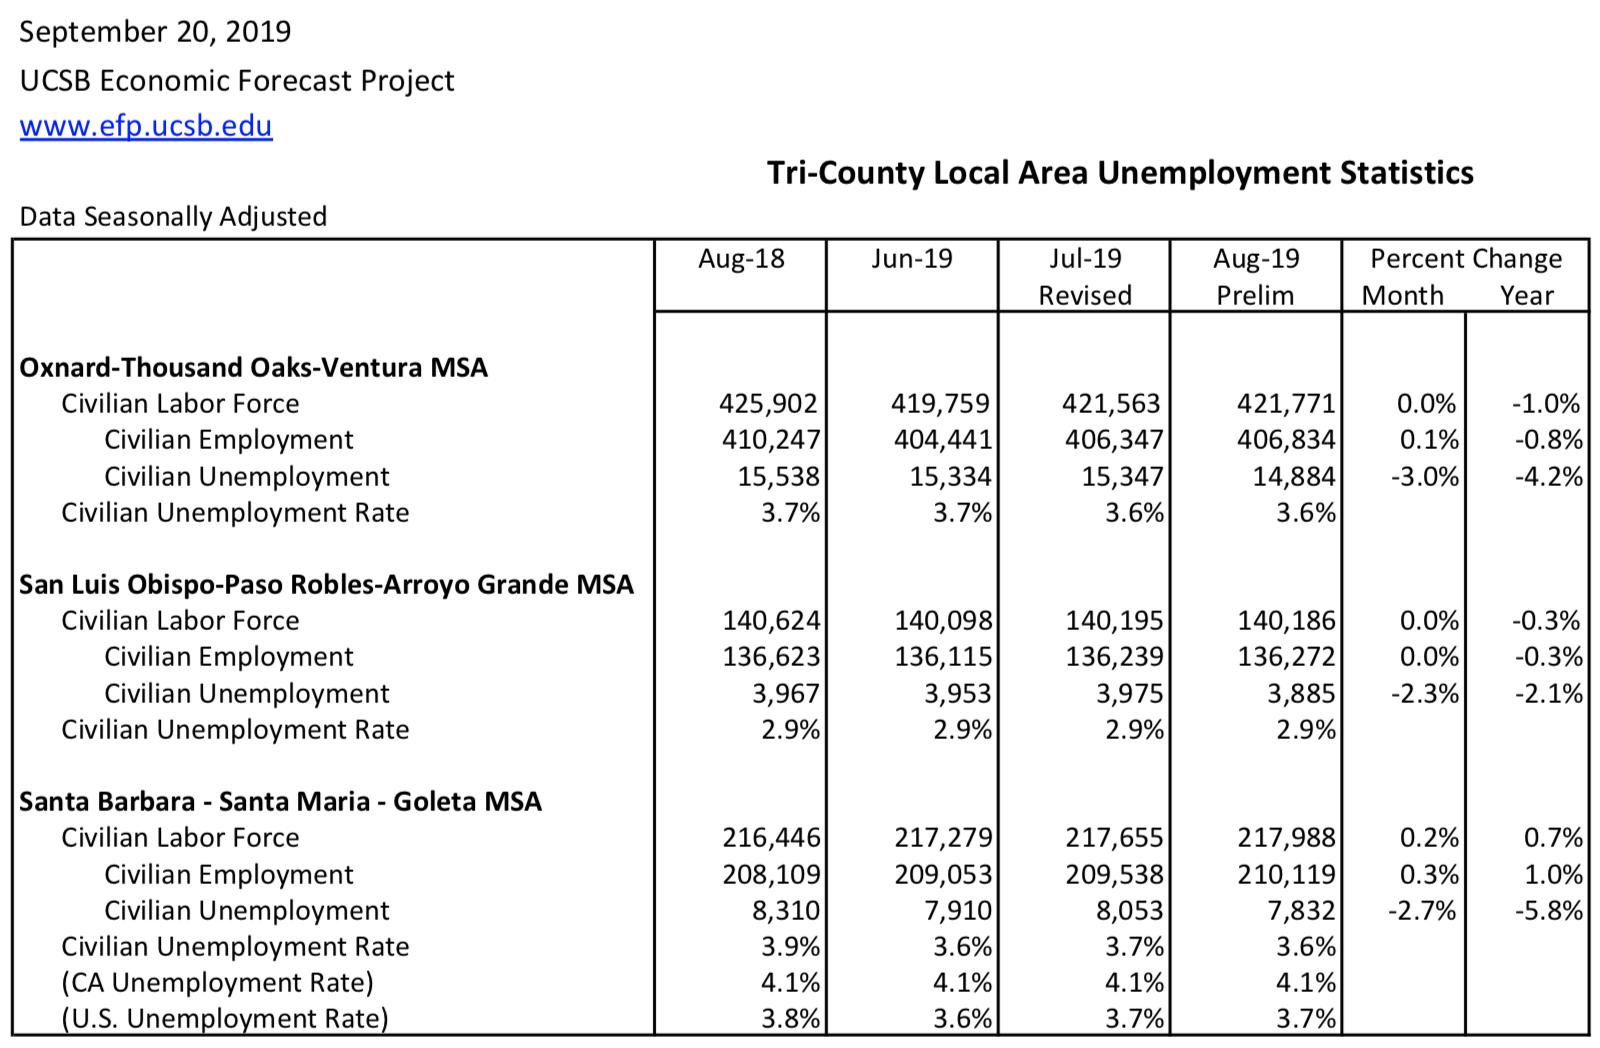 September 20, 2019
UCSB Economic Forecast Project
www.efp.ucsb.edu
Tri-County Local Area Unemployment Statistics
Data Seasonally Adjusted
Aug-18 Jun-19 Jul-19 Aug-19 Percent Change
Revised Prelim Month Year
Oxnard-Thousand Oaks-Ventura MSA
Civilian Labor Force 425,902 419,759 421,563 421,771 0.0% -1.0%
Civilian Employment 410,247 404,441 406,347 406,834 0.1% -0.8%
Civilian Unemployment 15,538 15,334 15,347 14,884 -3.0% -4.2%
Civilian Unemployment Rate 3.7% 3.7% 3.6% 3.6%
San Luis Obispo-Paso Robles-Arroyo Grande MSA
Civilian Labor Force 140,624 140,098 140,195 140,186 0.0% -0.3%
Civilian Employment 136,623 136,115 136,239 136,272 0.0% -0.3%
Civilian Unemployment 3,967 3,953 3,975 3,885 -2.3% -2.1%
Civilian Unemployment Rate 2.9% 2.9% 2.9% 2.9%
Santa Barbara - Santa Maria - Goleta MSA
Civilian Labor Force 216,446 217,279 217,655 217,988 0.2% 0.7%
Civilian Employment 208,109 209,053 209,538 210,119 0.3% 1.0%
Civilian Unemployment 8,310 7,910 8,053 7,832 -2.7% -5.8%
Civilian Unemployment Rate 3.9% 3.6% 3.7% 3.6%
(CA Unemployment Rate) 4.1% 4.1% 4.1% 4.1%
(U.S. Unemployment Rate) 3.8% 3.6% 3.7% 3.7%